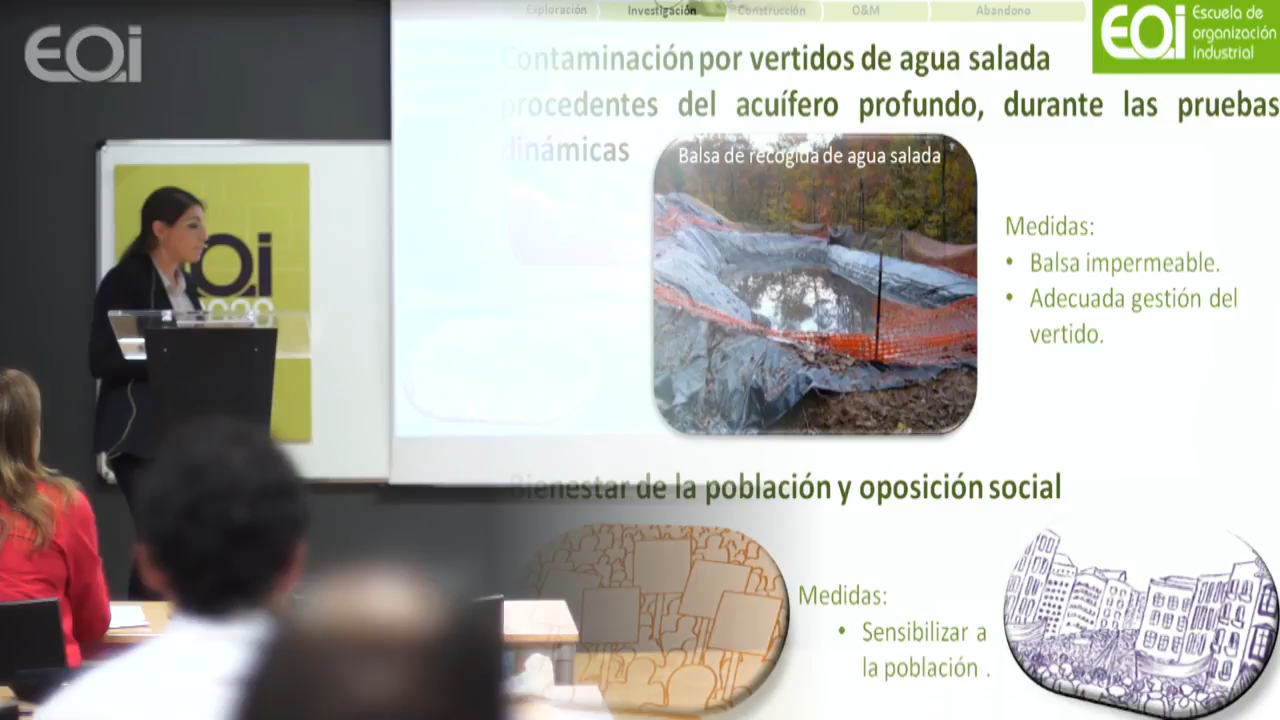 Exploración Investigación Construcción O&M Abandono
EOi
EOi Escuela de
organización
industrial
Contaminación por vertidos de agua salada
procedentes del acuífero profundo, durante las pruebas
dinámicas
Balsa de recogida de agua salada
Medidas:
• Balsa impermeable.
• Adecuada gestión del
vertido.
Bienestar de la población y oposición social
Medidas:
• Sensibilizar a
la población .